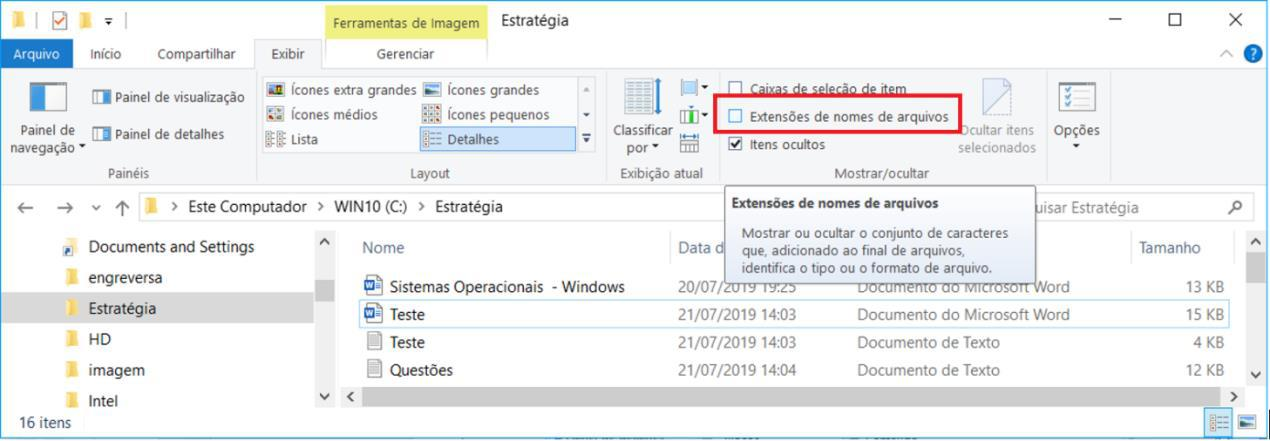 Ferramentas de Imagem Estratégia
Arquivo Início Compartilhar Exibir Gerenciar
Painel de navegação
Painel de visualização
Painel de detalhes
Painéis
Ícones extra grandes Ícones grandes
Ícones médios Ícones pequenos
Lista Detalhes
Layout
Classificar por
Exibição atual
Caixas de seleção de item
Extensões de nomes de arquivos
Itens ocultos
Ocultar itens selecionados
Mostrar/ocultar
Opções
Este Computador WIN10 (C:) Estratégia
Estratégia
Extensões de nomes de arquivos
Mostrar ou ocultar o conjunto de caracteres
que, adicionado ao final de arquivos,
identifica o tipo ou o formato de arquivo.
Documents and Settings
engreversa
Estratégia
HD
imagem
Intel
Nome Data d Tamanho
Sistemas Operacionais - Windows 20/07/2019 19:25 Documento do Microsoft Word 13 KB
Teste 21/07/2019 14:03 Documento do Microsoft Word 15 KB
Teste 21/07/2019 14:03 Documento de Texto 4 KB
Questões 21/07/2019 14:04 Documento de Texto 12 KB
16 itens